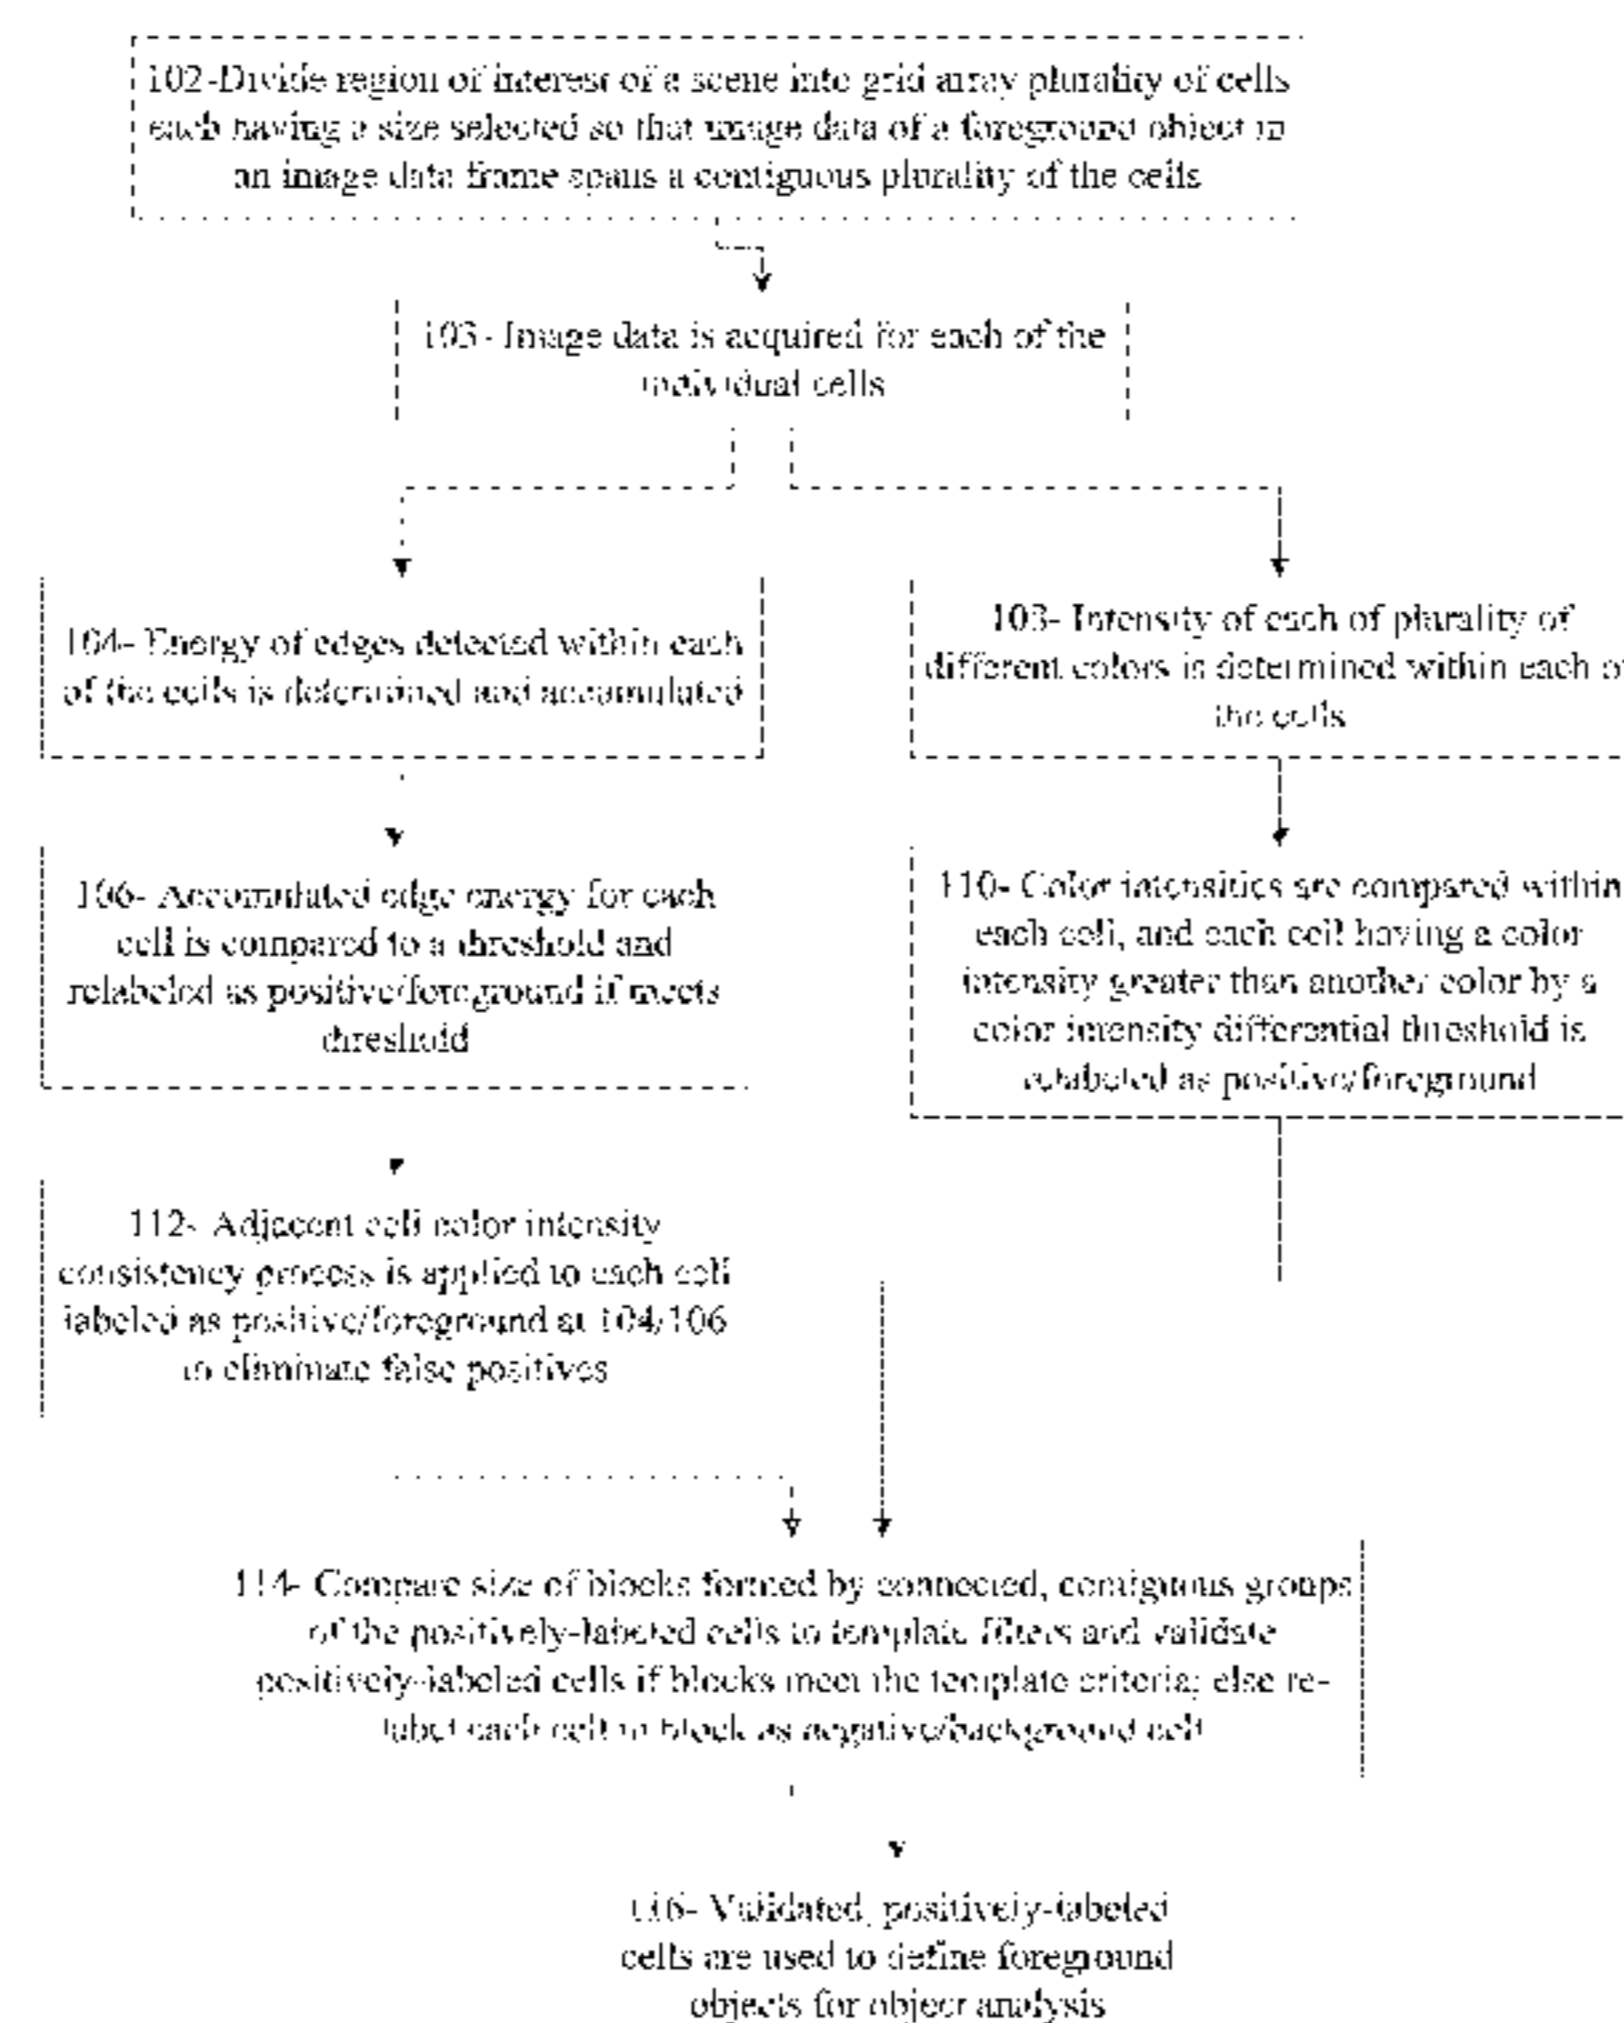 102-Divide region of interest of a scene into grid array plurality of cells
each having a size selected so that image data of a foreground object in
an image data frame spans a contiguous plurality of the cells
103- Image data is acquired for each of the
individual cells
104- Energy of edges detected within each
of the cells is determined and accumulated
103- Intensity of each of plurality of
different colors is determined within each of
the cells
106- Accumulated edge energy for each
cell is compared to a threshold and
relabeled as positive/foreground if meets
threshold
110- Color intensities are compared within
each cell, and each cell having a color
intensity greater than another color by a
color intensity differential threshold is
relabeled as positive/foreground
112- Adjacent cell color intensity
consistency process is applied to each cell
labeled as positive/foreground at 104/106
to eliminate false positives
114- Compare size of blocks formed by connected, contiguous groups
of the positively-labeled cells to template filters and validate
positively-labeled cells if blocks meet the template criteria; else re-
label each cell in block as negative/background cell
116- Validated, positively-labeled
cells are used to define foreground
objects for object analysis